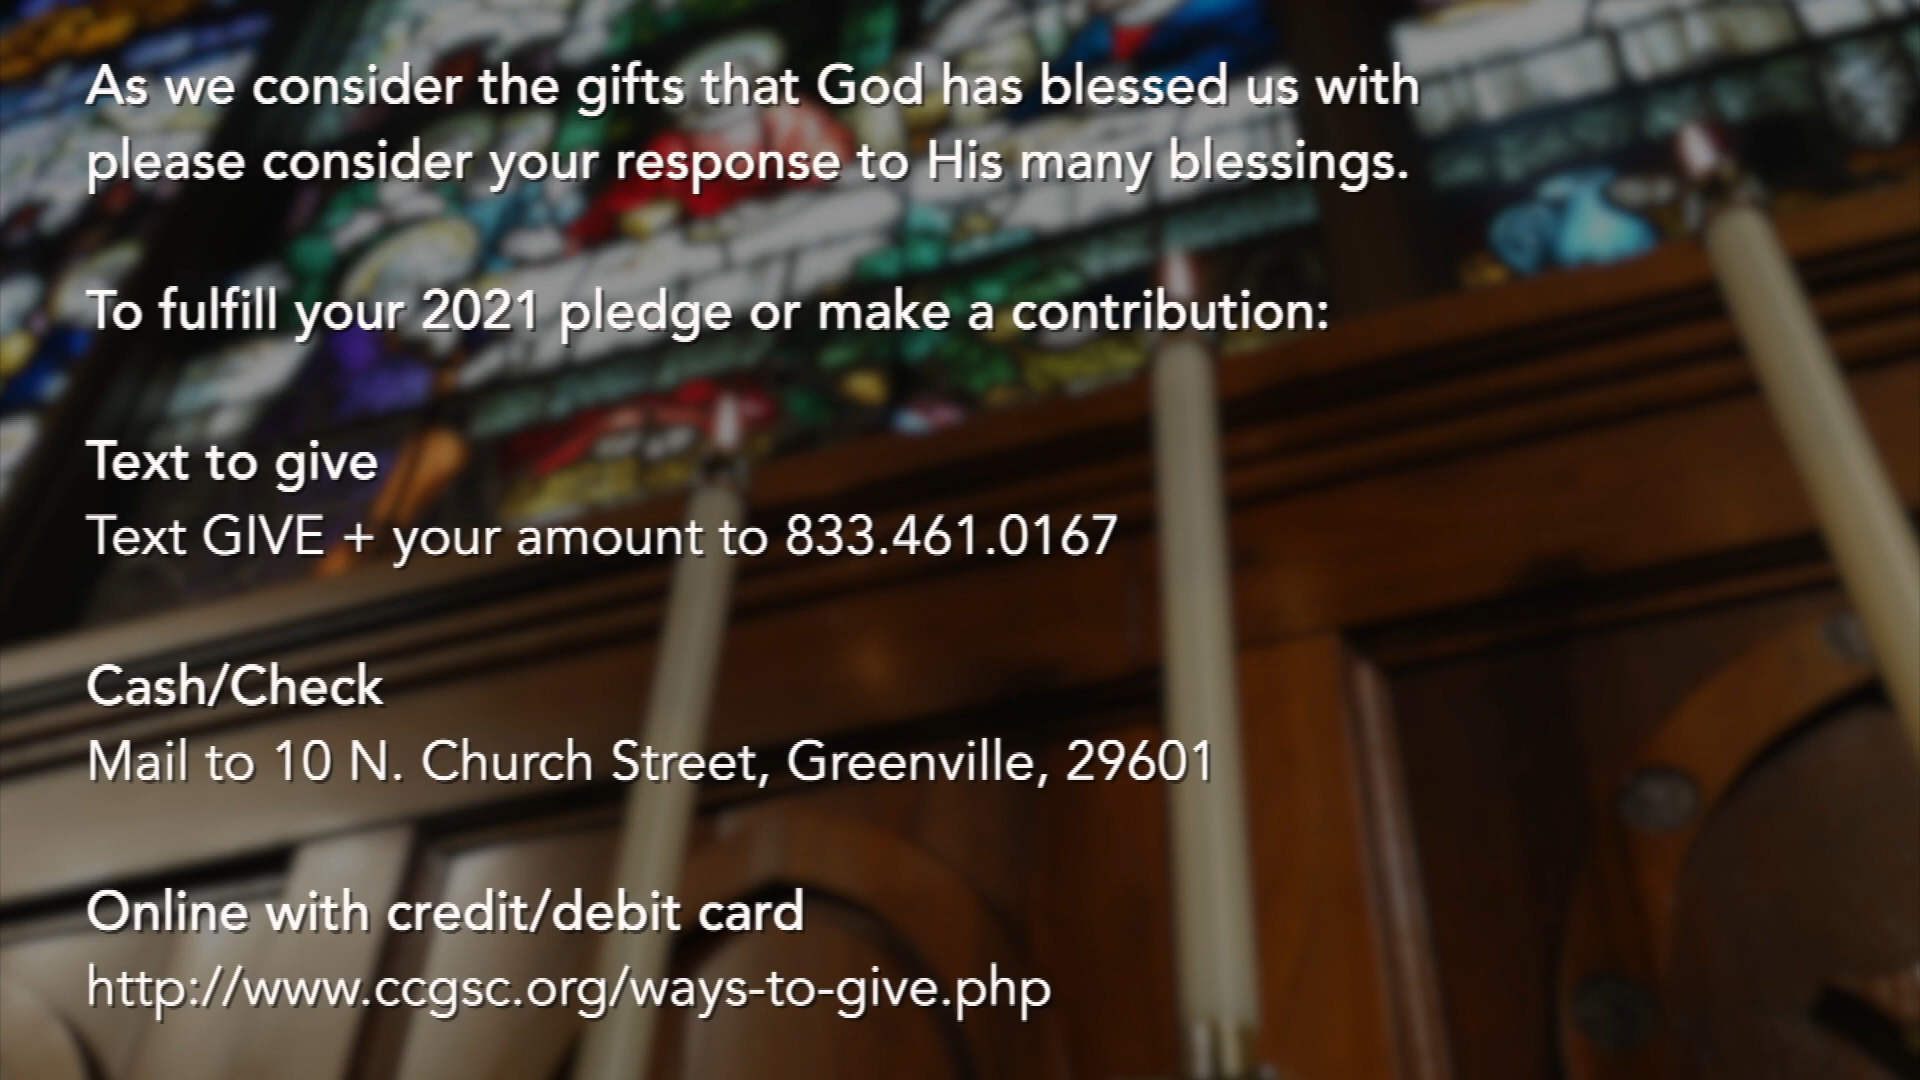 As we consider the gifts that God has blessed us with
please consider your response to His many blessings.
To fulfill your 2021 pledge or make a contribution:
Text to give
Text GIVE + your amount to 833.461.0167
Cash/Check
Mail to 10 N. Church Street, Greenville, 29601
Online with credit/debit card
http://www.ccgsc.org/ways-to-give.php